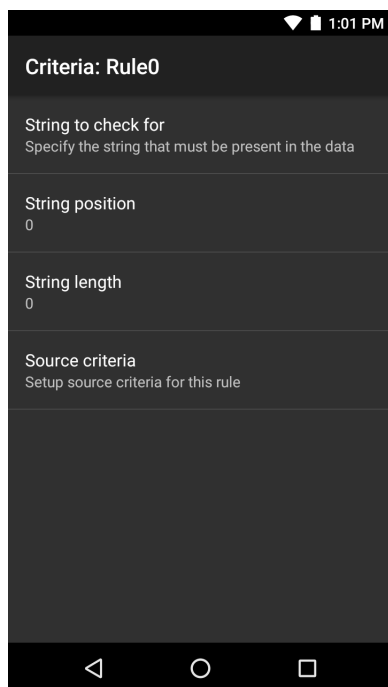 1:01 PM
Criteria: Rule0
String to check for
Specify the string that must be present in the data
String position
0
String length
0
Source criteria
Setup source criteria for this rule